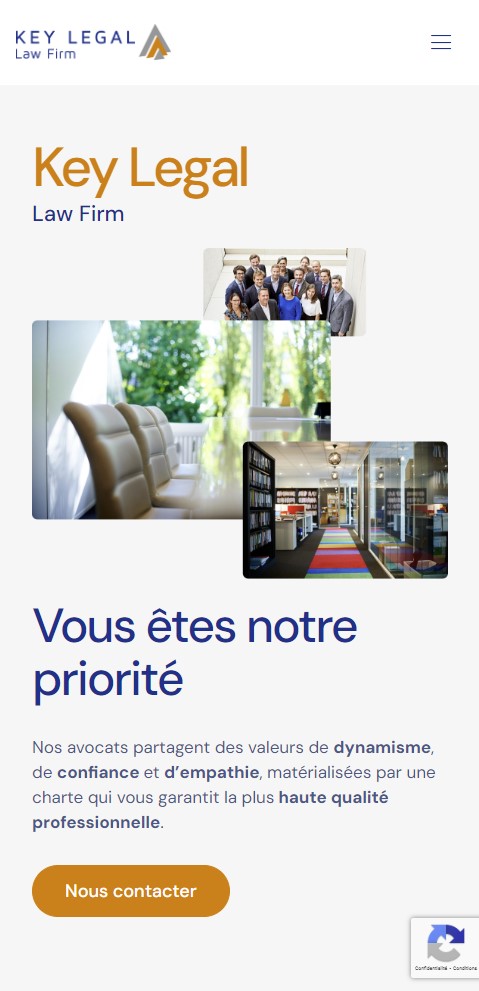 KEY LEGAL
Law Firm
Key Legal
Law Firm
Vous êtes notre
priorité
Nos avocats partagent des valeurs de dynamisme,
de confiance et d’empathie, matérialisées par une
charte qui vous garantit la plus haute qualité
professionnelle.
Nous contacter
Confidentialité - Conditions